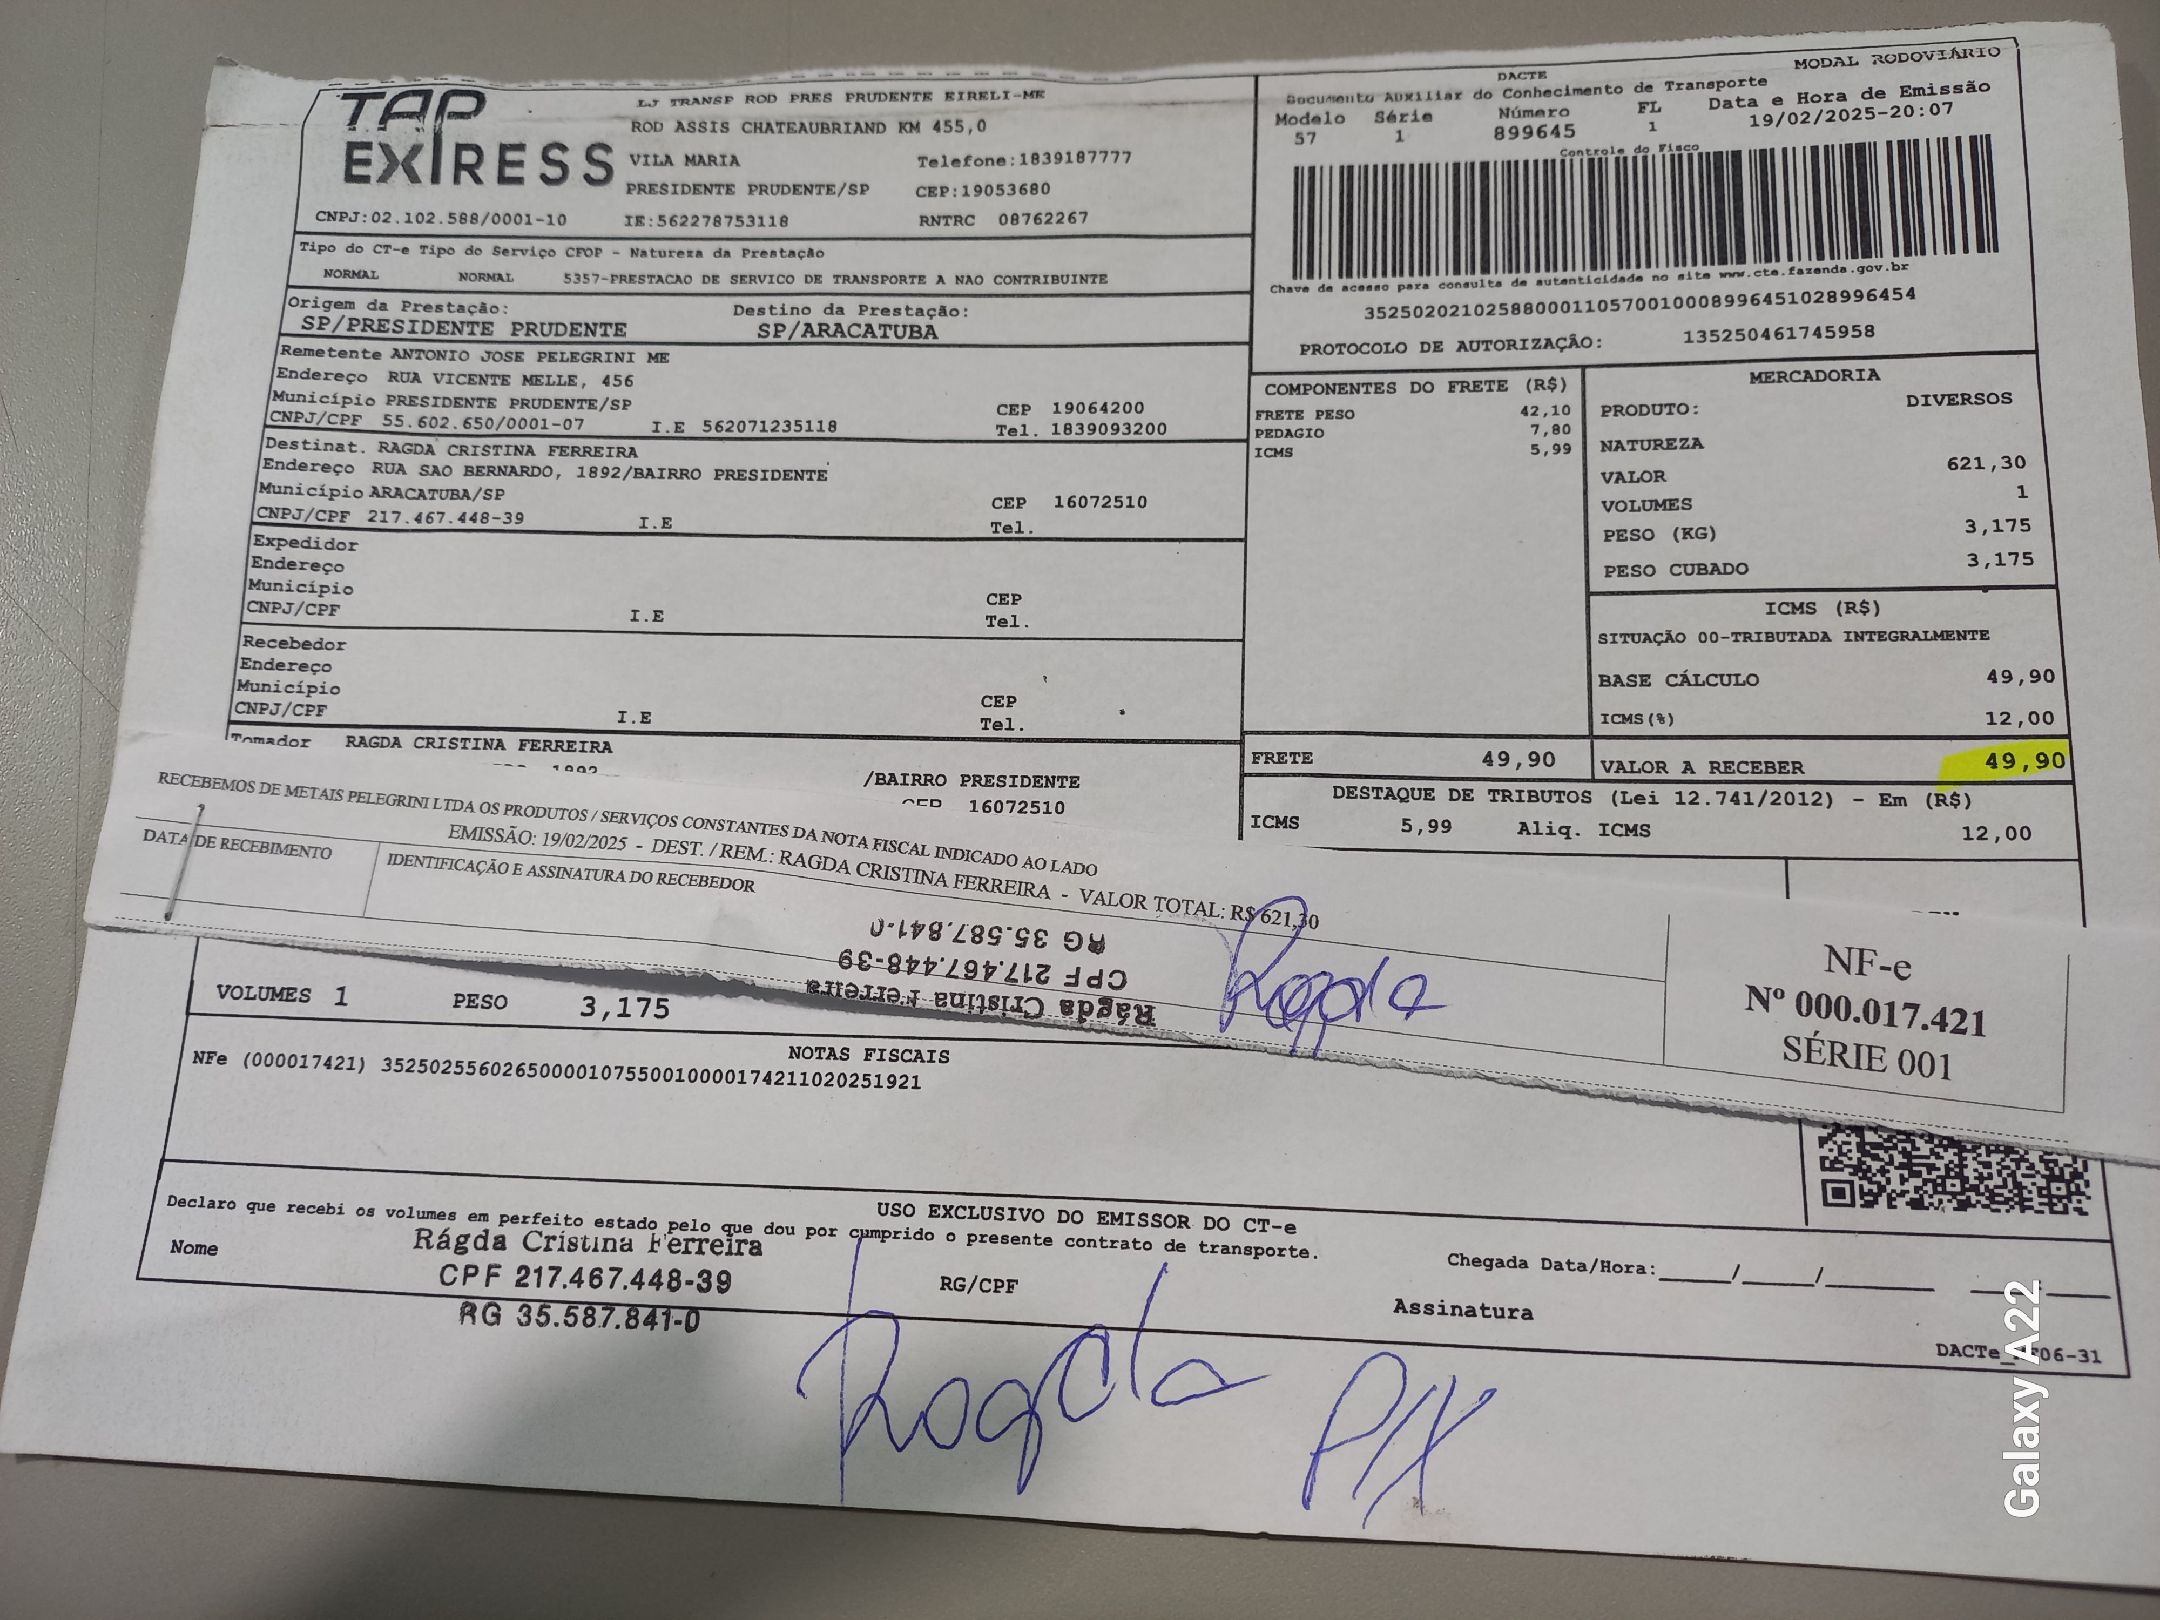 TAP
EXPRESS
LJ TRANSP ROD PRES PRUDENTE EIRELI-ME
ROD ASSIS CHATEAUBRIAND KM 455,0
VILA MARIA Telefone:1839187777
PRESIDENTE PRUDENTE/SP CEP:19053680
CNPJ:02.102.588/0001-10 IE:562278753118 RNTRC 08762267
Tipo do CT-e Tipo do Serviço CFOP - Natureza da Prestação
NORMAL NORMAL 5357-PRESTACAO DE SERVICO DE TRANSPORTE A NAO CONTRIBUINTE
Origem da Prestação: Destino da Prestação:
SP/PRESIDENTE PRUDENTE SP/ARACATUBA
Remetente ANTONIO JOSE PELEGRINI ME
Endereço RUA VICENTE MELLE, 456
Município PRESIDENTE PRUDENTE/SP CEP 19064200
CNPJ/CPF 55.602.650/0001-07 I.E 562071235118 Tel. 1839093200
Destinat. RAGDA CRISTINA FERREIRA
Endereço RUA SAO BERNARDO, 1892/BAIRRO PRESIDENTE
Município ARACATUBA/SP CEP 16072510
CNPJ/CPF 217.467.448-39 I.E Tel.
Expedidor
Endereço
Município CEP
CNPJ/CPF I.E Tel.
Recebedor
Endereço
Município CEP
CNPJ/CPF I.E Tel.
Tomador RAGDA CRISTINA FERREIRA
1892 /BAIRRO PRESIDENTE
CEP 16072510
MODAL RODOVIÁRIO
DACTE
Documento Auxiliar do Conhecimento de Transporte
Modelo Série Número FL Data e Hora de Emissão
57 1 899645 1 19/02/2025-20:07
Controle do Fisco
Chave de acesso para consulta de autenticidade no site www.cte.fazenda.gov.br
35250202102588000110570010008996451028996454
PROTOCOLO DE AUTORIZAÇÃO: 135250461745958
COMPONENTES DO FRETE (R$)
FRETE PESO 42,10
PEDAGIO 7,80
ICMS 5,99
MERCADORIA
PRODUTO: DIVERSOS
NATUREZA
VALOR 621,30
VOLUMES 1
PESO (KG) 3,175
PESO CUBADO 3,175
ICMS (R$)
SITUAÇÃO 00-TRIBUTADA INTEGRALMENTE
BASE CÁLCULO 49,90
ICMS(%) 12,00
FRETE 49,90 VALOR A RECEBER 49,90
DESTAQUE DE TRIBUTOS (Lei 12.741/2012) - Em (R$)
ICMS 5,99 Aliq. ICMS 12,00
RECEBEMOS DE METAIS PELEGRINI LTDA OS PRODUTOS / SERVIÇOS CONSTANTES DA NOTA FISCAL INDICADO AO LADO
EMISSÃO: 19/02/2025 - DEST. / REM.: RAGDA CRISTINA FERREIRA - VALOR TOTAL: R$ 621,30
DATA DE RECEBIMENTO IDENTIFICAÇÃO E ASSINATURA DO RECEBEDOR
Rágda Cristina Ferreira
CPF 217.467.448-39
RG 35.587.841-0
Ragda
NF-e
Nº 000.017.421
SÉRIE 001
VOLUMES 1 PESO 3,175
NOTAS FISCAIS
NFe (000017421) 35250255602650000107550010000174211020251921
USO EXCLUSIVO DO EMISSOR DO CT-e
Declaro que recebi os volumes em perfeito estado pelo que dou por cumprido o presente contrato de transporte.
Nome Rágda Cristina Ferreira
CPF 217.467.448-39
RG 35.587.841-0
RG/CPF
Chegada Data/Hora:_____/_____/________ ___:____
Assinatura
Ragda PIX
Galaxy A22